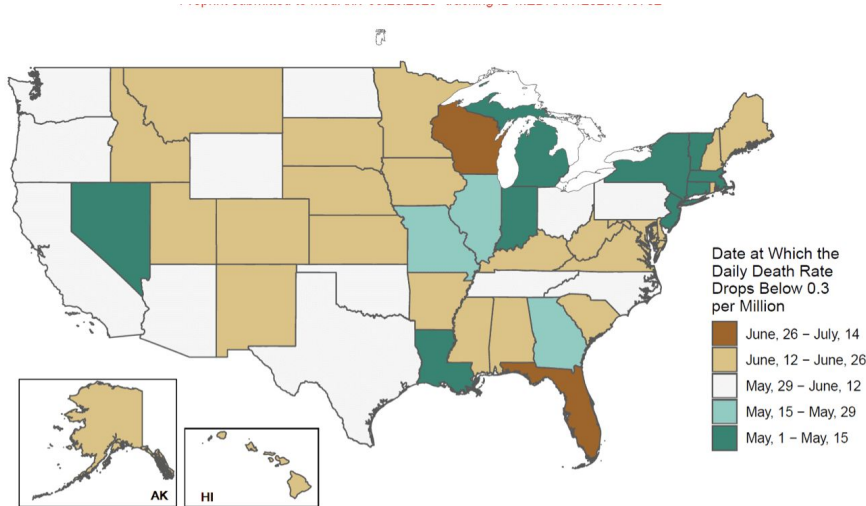 Date at Which the
Daily Death Rate
Drops Below 0.3
per Million
June, 26 – July, 14
June, 12 – June, 26
May, 29 – June, 12
May, 15 – May, 29
May, 1 – May, 15
AK
HI